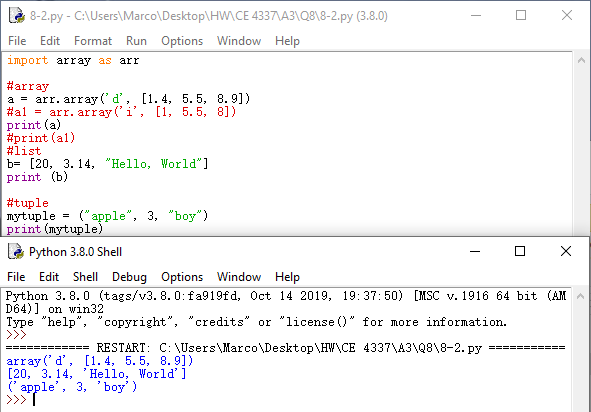 8-2.py - C:\Users\Marco\Desktop\HW\CE 4337\A3\Q8\8-2.py (3.8.0)
File Edit Format Run Options Window Help
import array as arr
#array
a = arr.array('d', [1.4, 5.5, 8.9])
#a1 = arr.array('i', [1, 5.5, 8])
print(a)
#print(a1)
#list
b= [20, 3.14, "Hello, World"]
print (b)
#tuple
mytuple = ("apple", 3, "boy")
print(mytuple)
Python 3.8.0 Shell
File Edit Shell Debug Options Window Help
Python 3.8.0 (tags/v3.8.0:fa919fd, Oct 14 2019, 19:37:50) [MSC v.1916 64 bit (AM
D64)] on win32
Type "help", "copyright", "credits" or "license()" for more information.
>>>
============ RESTART: C:\Users\Marco\Desktop\HW\CE 4337\A3\Q8\8-2.py ===========
array('d', [1.4, 5.5, 8.9])
[20, 3.14, 'Hello, World']
('apple', 3, 'boy')
>>>